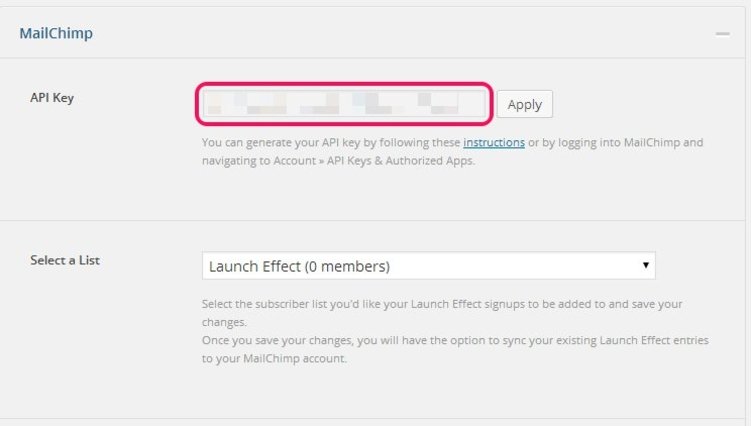 MailChimp
API Key
Apply
You can generate your API key by following these instructions or by logging into MailChimp and
navigating to Account » API Keys & Authorized Apps.
Select a List
Launch Effect (0 members)
Select the subscriber list you'd like your Launch Effect signups to be added to and save your
changes.
Once you save your changes, you will have the option to sync your existing Launch Effect entries
to your MailChimp account.